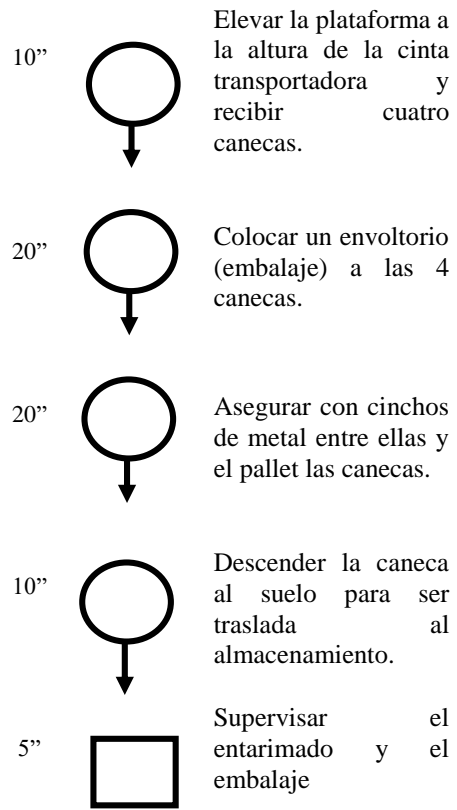 10”
Elevar la plataforma a
la altura de la cinta
transportadora y
recibir cuatro
canecas.
20”
Colocar un envoltorio
(embalaje) a las 4
canecas.
20”
Asegurar con cinchos
de metal entre ellas y
el pallet las canecas.
10”
Descender la caneca
al suelo para ser
traslada al
almacenamiento.
5”
Supervisar el
entarimado y el
embalaje